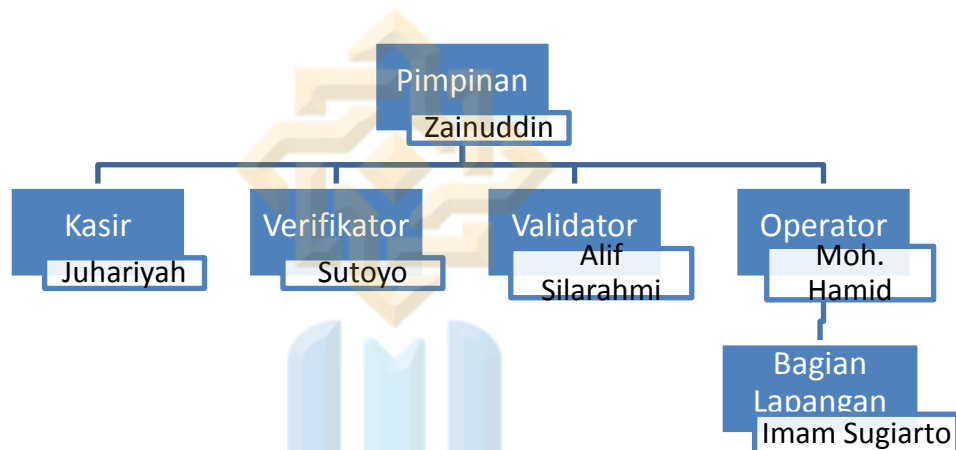 Pimpinan
Zainuddin
Kasir
Juhariyah
Verifikator
Sutoyo
Validator
Alif
Silarahmi
Operator
Moh.
Hamid
Bagian
Lapangan
Imam Sugiarto